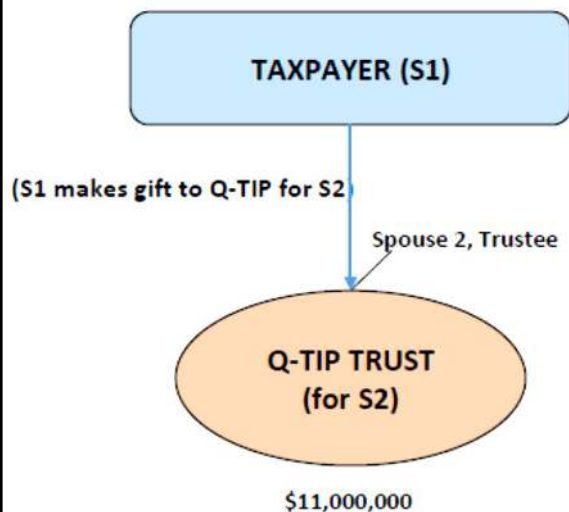 TAXPAYER (S1)
(S1 makes gift to Q-TIP for S2)
Spouse 2, Trustee
Q-TIP TRUST
(for S2)
$11,000,000